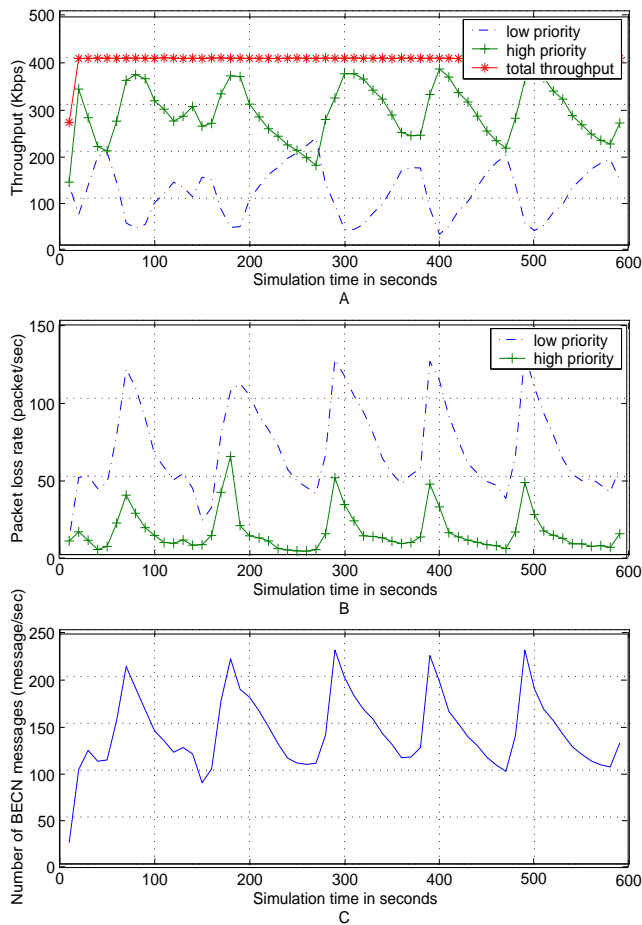 500
400
300
200
100
0
Throughput (Kbps)
low priority
high priority
total throughput
0 100 200 300 400 500 600
Simulation time in seconds
A
150
100
50
0
Packet loss rate (packet/sec)
low priority
high priority
0 100 200 300 400 500 600
Simulation time in seconds
B
250
200
150
100
50
0
Number of BECN messages (message/sec)
0 100 200 300 400 500 600
Simulation time in seconds
C